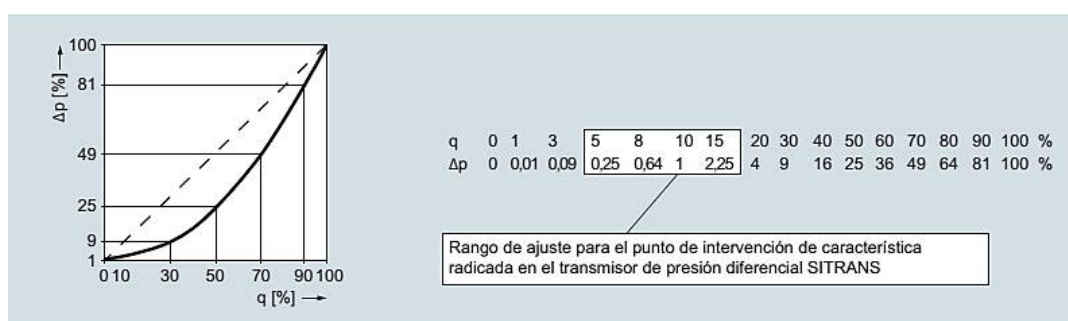 100
81
49
25
9
1
Δp [%]
0 10 30 50 70 90 100
q [%]
q 0 1 3 5 8 10 15 20 30 40 50 60 70 80 90 100 %
Δp 0 0,01 0,09 0,25 0,64 1 2,25 4 9 16 25 36 49 64 81 100 %
Rango de ajuste para el punto de intervención de característica
radicada en el transmisor de presión diferencial SITRANS